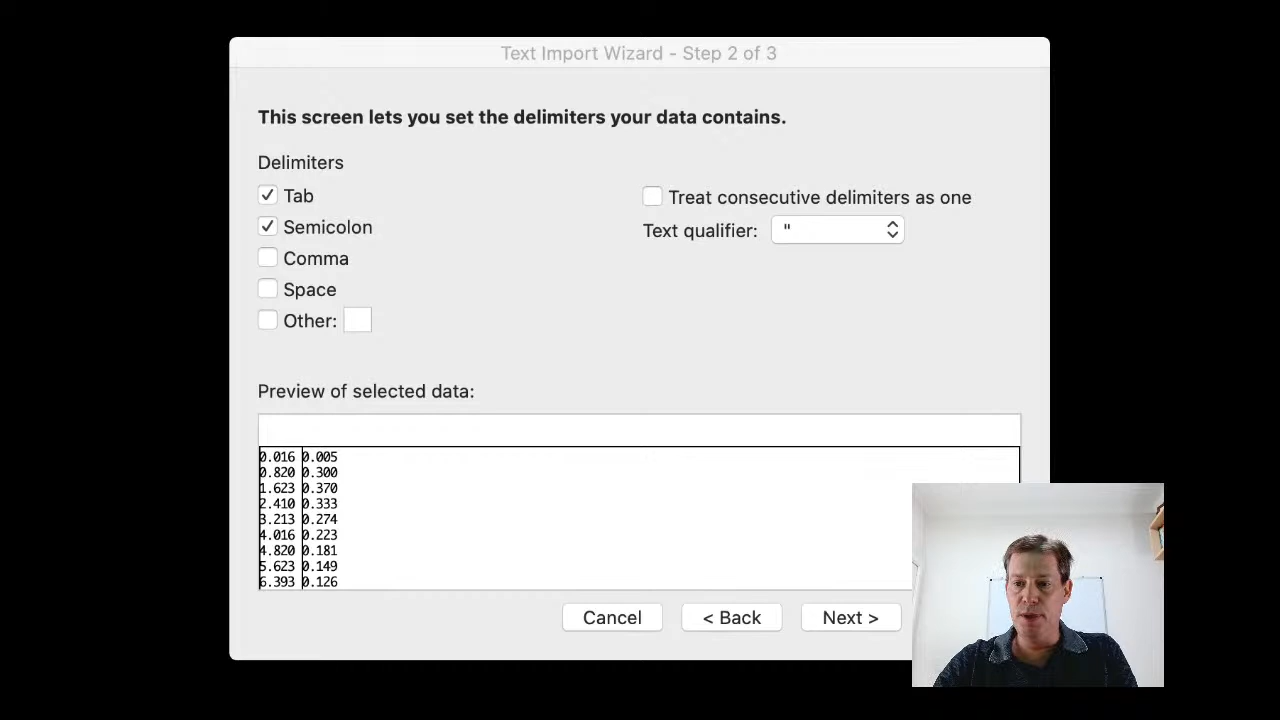 Text Import Wizard - Step 2 of 3
This screen lets you set the delimiters your data contains.
Delimiters
Tab
Semicolon
Comma
Space
Other:
Treat consecutive delimiters as one
Text qualifier: "
Preview of selected data:
0.016 0.005
0.820 0.300
1.623 0.370
2.410 0.333
3.213 0.274
4.016 0.223
4.820 0.181
5.623 0.149
6.393 0.126
Cancel
< Back
Next >